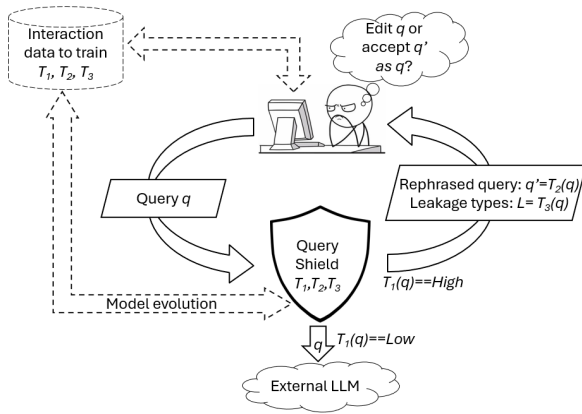 Interaction
data to train
T₁, T₂, T₃
Edit q or
accept q'
as q?
Query q
Rephrased query: q'=T₂(q)
Leakage types: L= T₃(q)
Query
Shield
T₁,T₂,T₃
T₁(q)==High
Model evolution
q
T₁(q)==Low
External LLM